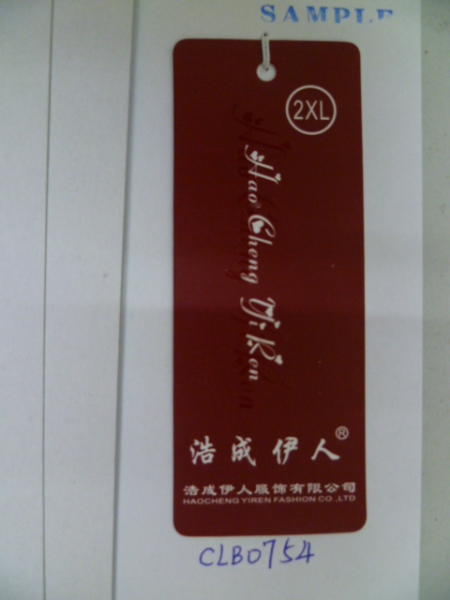 SAMPLE
2XL
Hao Cheng Yi Ren
浩成伊人®
浩成伊人服饰有限公司
HAOCHENG YIREN FASHION CO.,LTD
CLB0754